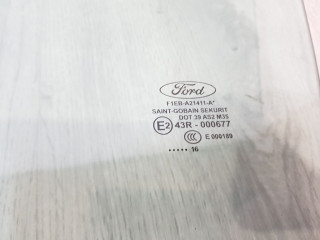 Ford
F1EB-A21411-A*
SAINT-GOBAIN SEKURIT
DOT 39 AS2 M35
E2 43R - 000677
CCC E 000189
..... 16